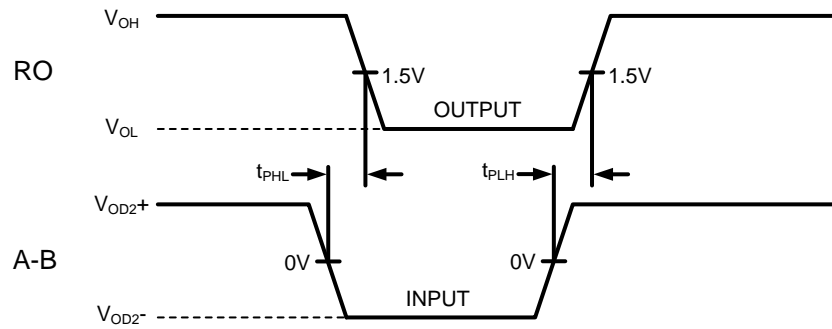 VOH
RO
1.5V
1.5V
OUTPUT
VOL
tPHL
tPLH
VOD2+
A-B
0V
0V
INPUT
VOD2-